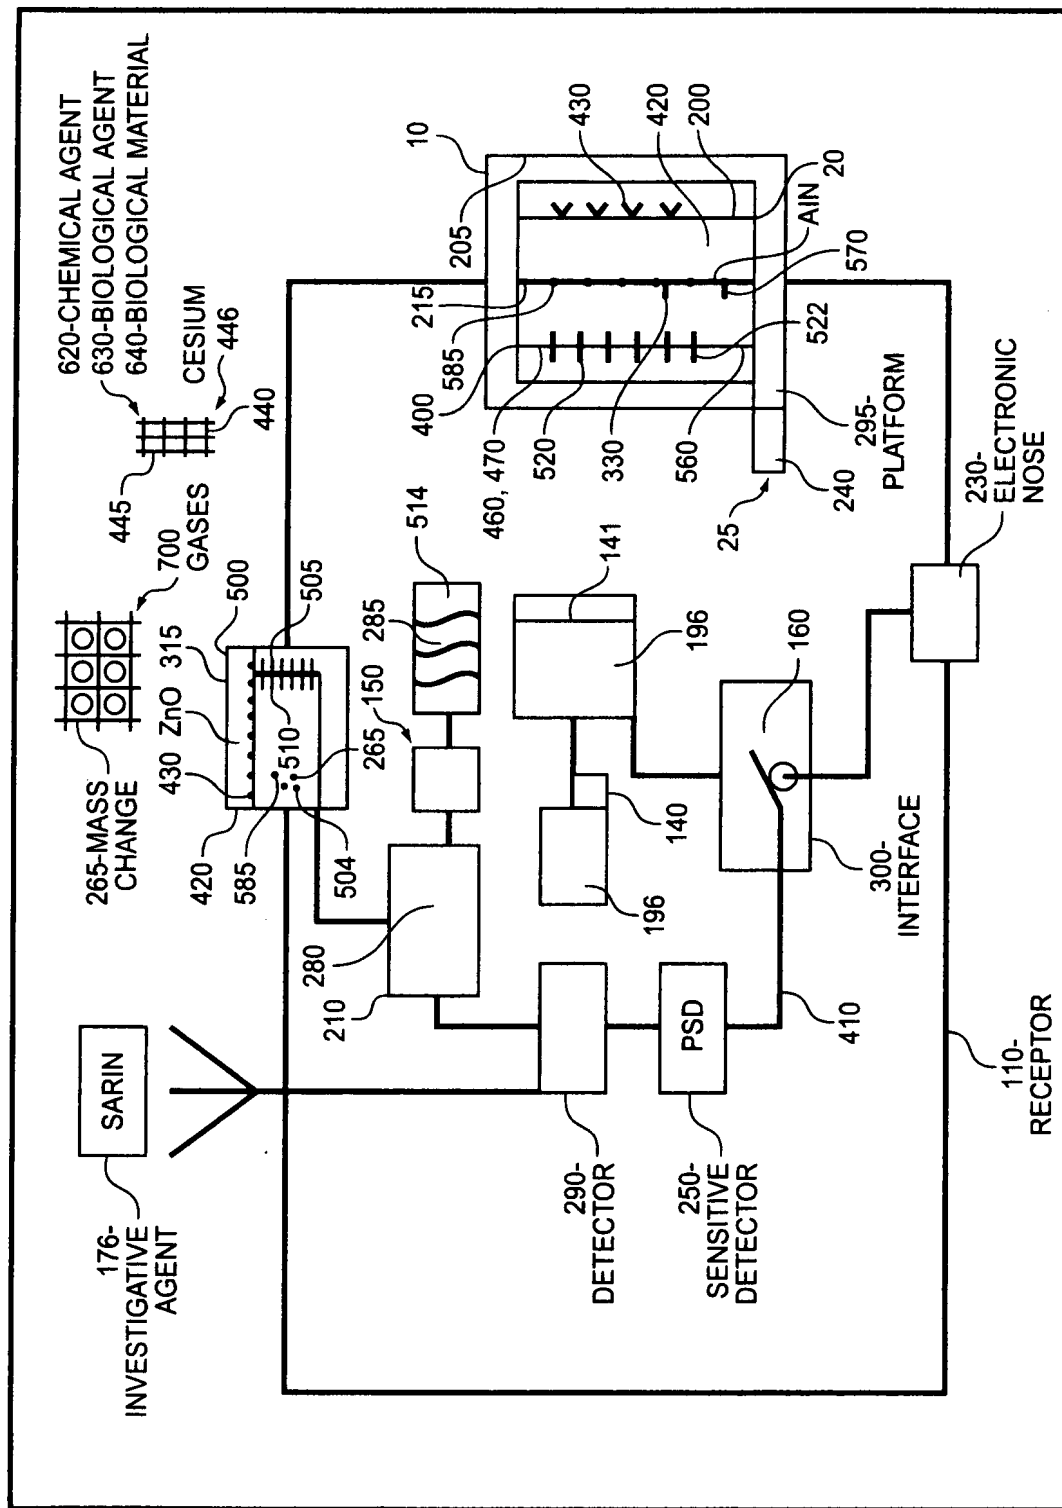 176-
INVESTIGATIVE
AGENT
SARIN
265-MASS
CHANGE
700
GASES
445
620-CHEMICAL AGENT
630-BIOLOGICAL AGENT
640-BIOLOGICAL MATERIAL
CESIUM
446
440
420
430
ZnO
315
500
585
510
505
504
265
210
280
150
285
514
290-
DETECTOR
250-
SENSITIVE
DETECTOR
PSD
196
140
196
141
410
160
300-
INTERFACE
110-
RECEPTOR
230-
ELECTRONIC
NOSE
205
10
215
585
400
460, 470
520
330
560
25
240
295-
PLATFORM
430
420
200
20
AlN
570
522